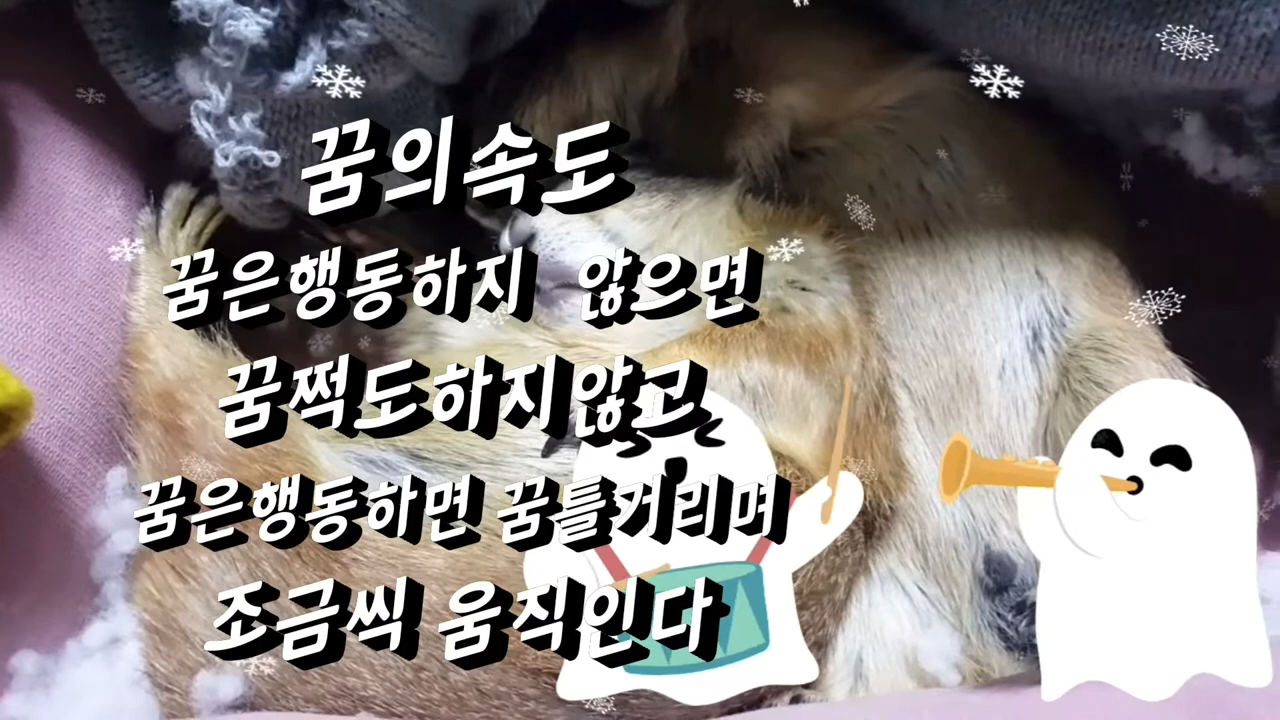 꿈의속도
꿈은행동하지 않으면
꿈쩍도하지않고
꿈은행동하면 꿈틀거리며
조금씩 움직인다